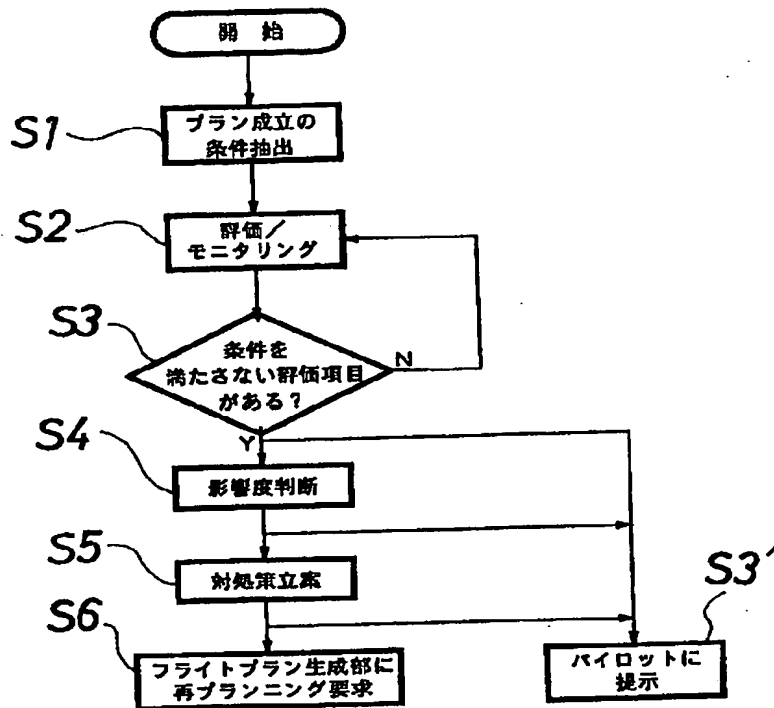 開始
S1
プラン成立の
条件抽出
S2
評価／
モニタリング
S3
条件を
満たさない評価項目
がある？
N
Y
S4
影響度判断
S5
対処策立案
S6
フライトプラン生成部に
再プランニング要求
S3′
パイロットに
提示